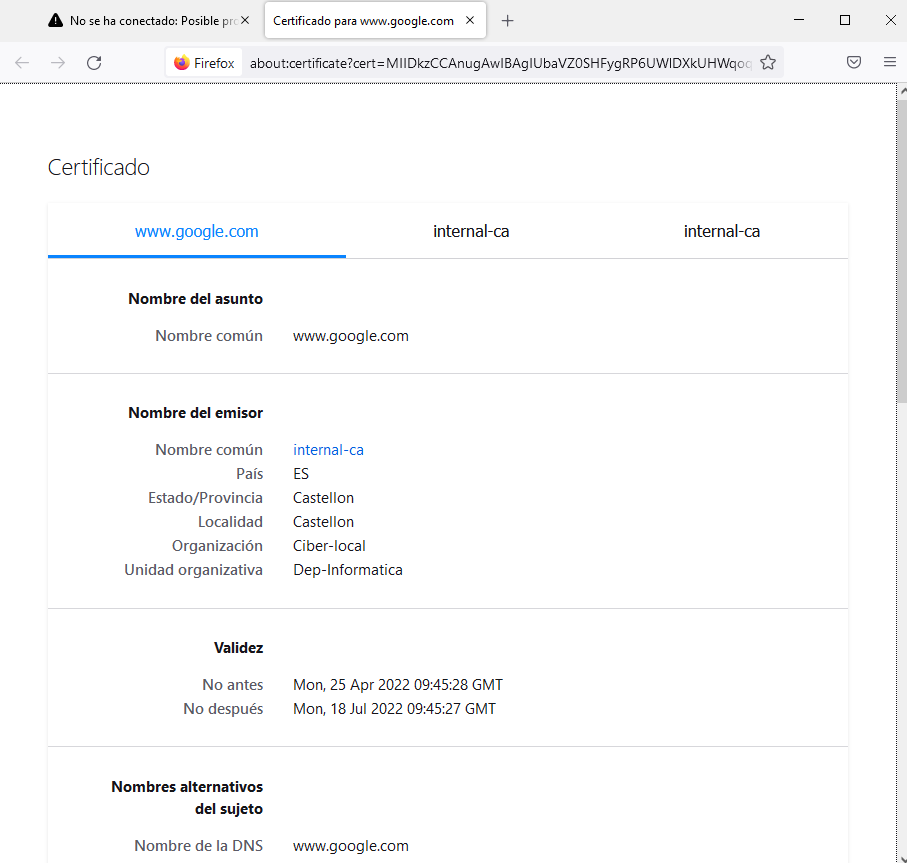 No se ha conectado: Posible pro
Certificado para www.google.com
Firefox
about:certificate?cert=MIIDkzCCAnugAwIBAgIUbaVZ0SHFygRP6UWIDXkUHWqoq
Certificado
www.google.com
internal-ca
internal-ca
Nombre del asunto
Nombre común www.google.com
Nombre del emisor
Nombre común internal-ca
País ES
Estado/Provincia Castellon
Localidad Castellon
Organización Ciber-local
Unidad organizativa Dep-Informatica
Validez
No antes Mon, 25 Apr 2022 09:45:28 GMT
No después Mon, 18 Jul 2022 09:45:27 GMT
Nombres alternativos
del sujeto
Nombre de la DNS www.google.com